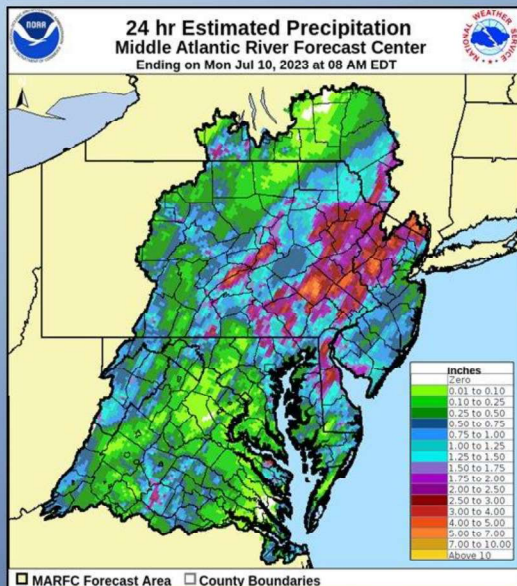 24 hr Estimated Precipitation
Middle Atlantic River Forecast Center
Ending on Mon Jul 10, 2023 at 08 AM EDT
NOAA
NATIONAL WEATHER SERVICE
inches
Zero
0.01 to 0.10
0.10 to 0.25
0.25 to 0.50
0.50 to 0.75
0.75 to 1.00
1.00 to 1.25
1.25 to 1.50
1.50 to 1.75
1.75 to 2.00
2.00 to 2.50
2.50 to 3.00
3.00 to 4.00
4.00 to 5.00
5.00 to 7.00
7.00 to 10.00
Above 10
MARFC Forecast Area County Boundaries